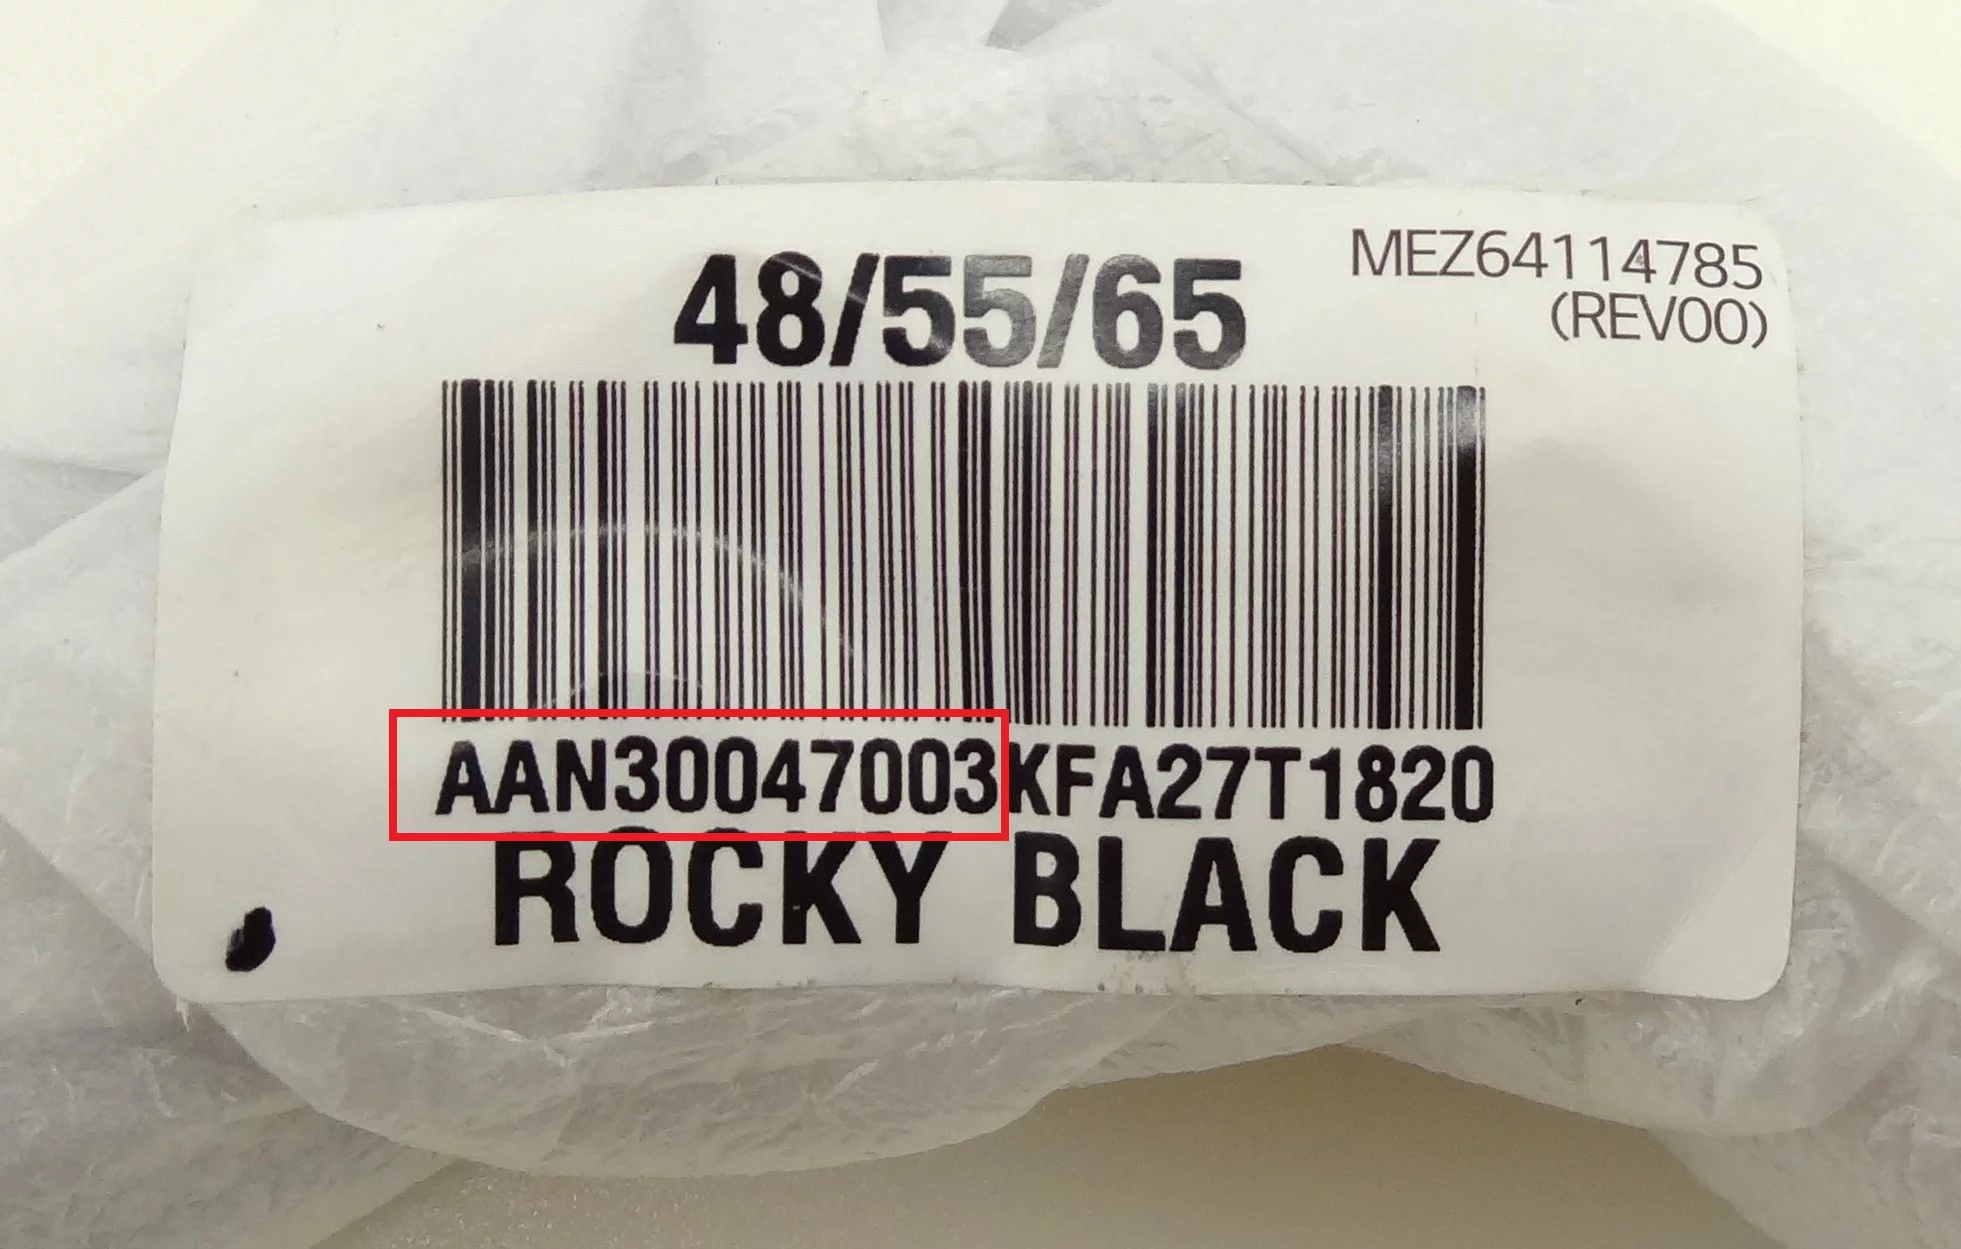 48/55/65
MEZ64114785
(REV00)
AAN30047003KFA27T1820
ROCKY BLACK